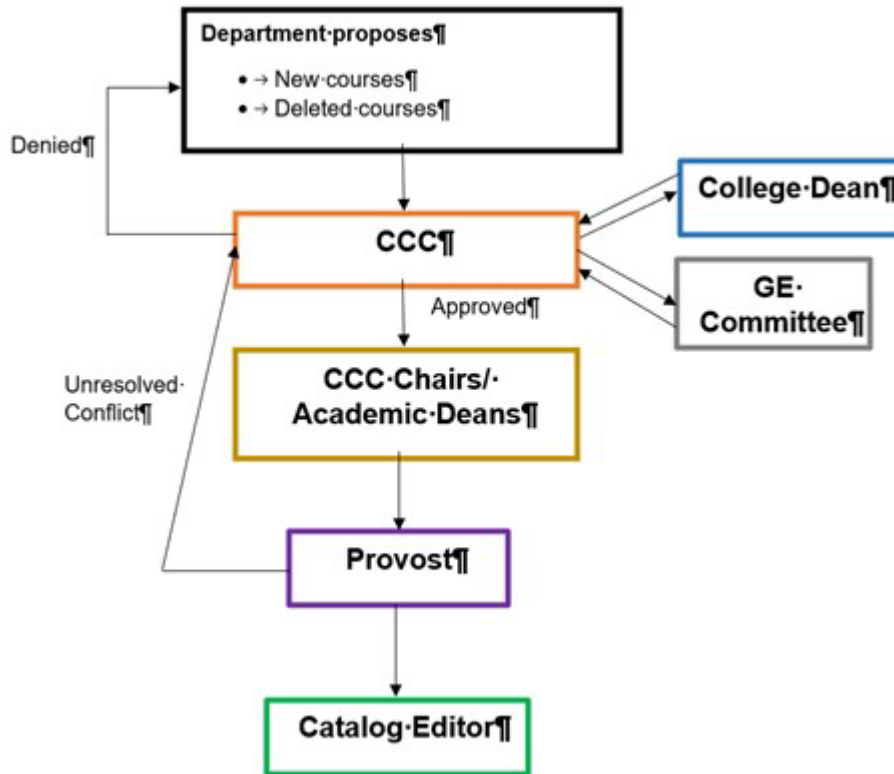 Department·proposes¶
• → New·courses¶
• → Deleted·courses¶
Denied¶
College·Dean¶
CCC¶
GE·
Committee¶
Approved¶
CCC·Chairs/·
Academic·Deans¶
Unresolved·
Conflict¶
Provost¶
Catalog·Editor¶